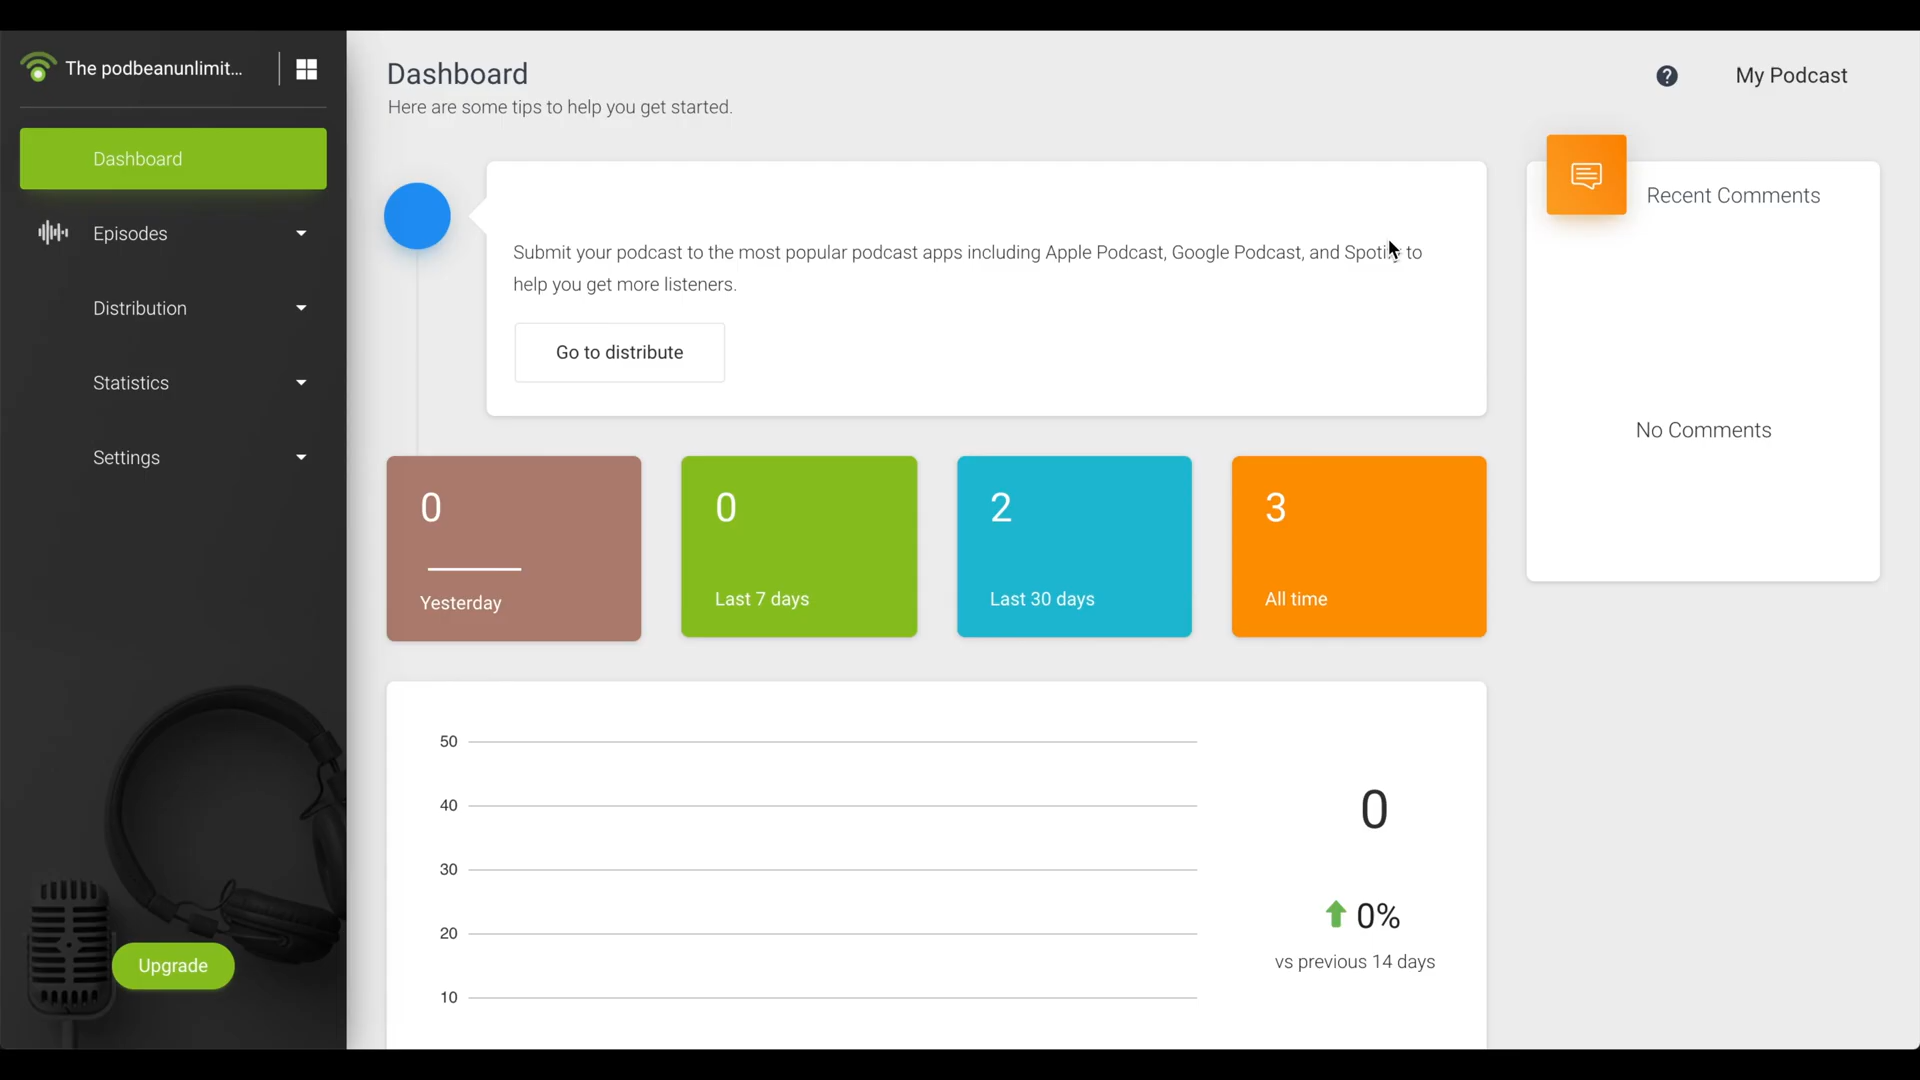 The podbeanunlimit...
Dashboard
Episodes
Distribution
Statistics
Settings
Upgrade
Dashboard
Here are some tips to help you get started.
My Podcast
Submit your podcast to the most popular podcast apps including Apple Podcast, Google Podcast, and Spotify to
help you get more listeners.
Go to distribute
Recent Comments
No Comments
0
Yesterday
0
Last 7 days
2
Last 30 days
3
All time
50
40
30
20
10
0
0%
vs previous 14 days